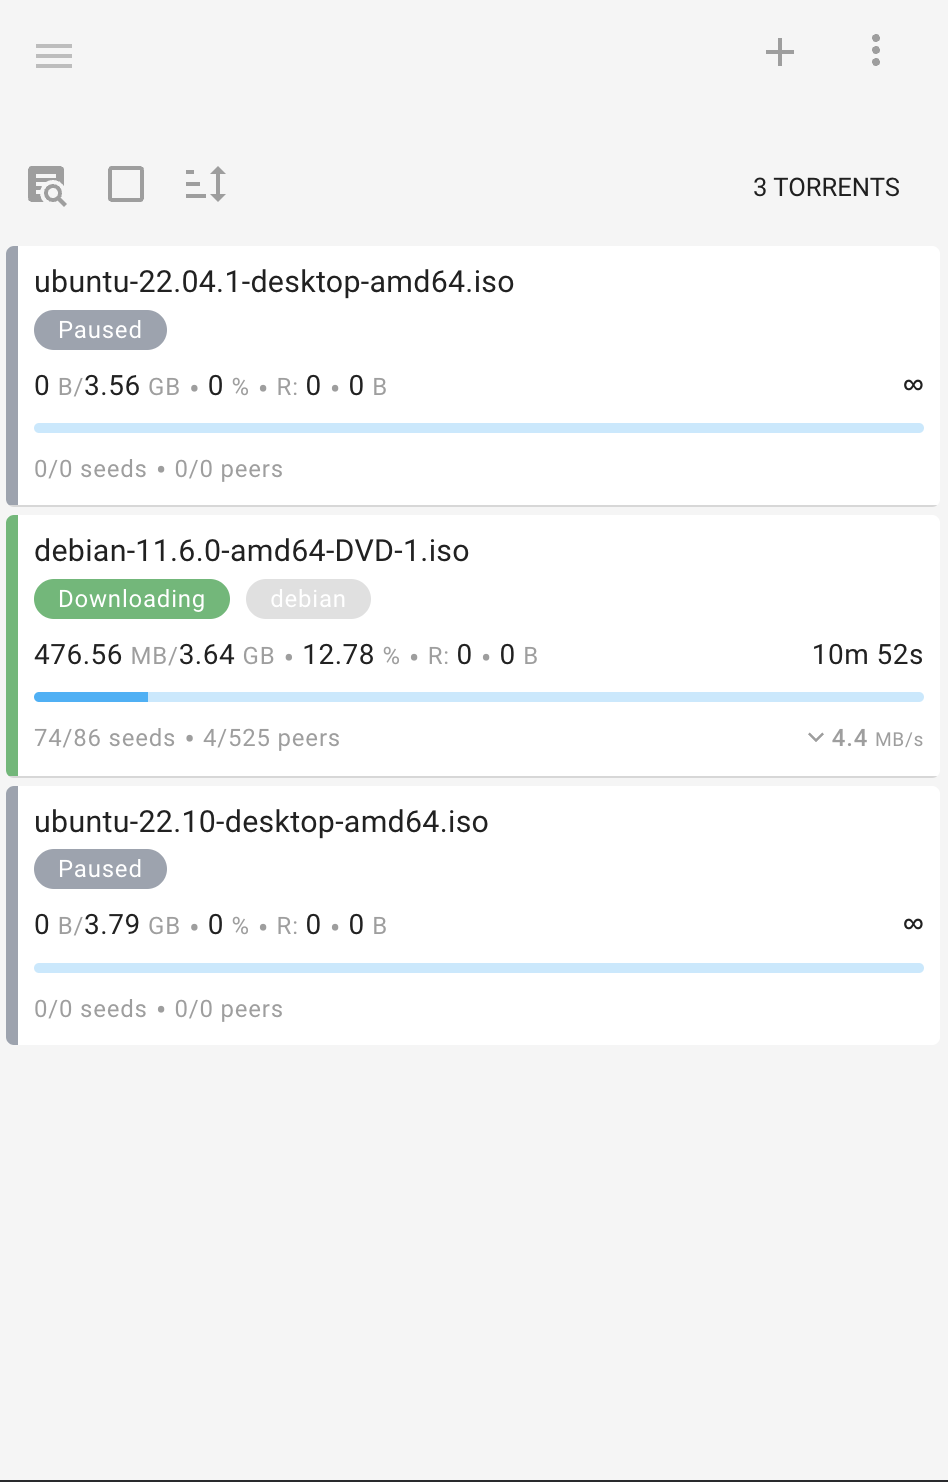 3 TORRENTS
ubuntu-22.04.1-desktop-amd64.iso
Paused
0 B/3.56 GB • 0 % • R: 0 • 0 B ∞
0/0 seeds • 0/0 peers
debian-11.6.0-amd64-DVD-1.iso
Downloading debian
476.56 MB/3.64 GB • 12.78 % • R: 0 • 0 B 10m 52s
74/86 seeds • 4/525 peers 4.4 MB/s
ubuntu-22.10-desktop-amd64.iso
Paused
0 B/3.79 GB • 0 % • R: 0 • 0 B ∞
0/0 seeds • 0/0 peers